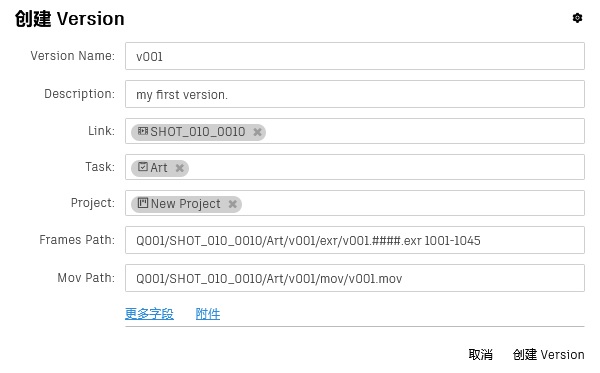 创建 Version
Version Name: v001
Description: my first version.
Link: SHOT_010_0010
Task: Art
Project: New Project
Frames Path: Q001/SHOT_010_0010/Art/v001/exr/v001.####.exr 1001-1045
Mov Path: Q001/SHOT_010_0010/Art/v001/mov/v001.mov
更多字段 附件
取消 创建 Version